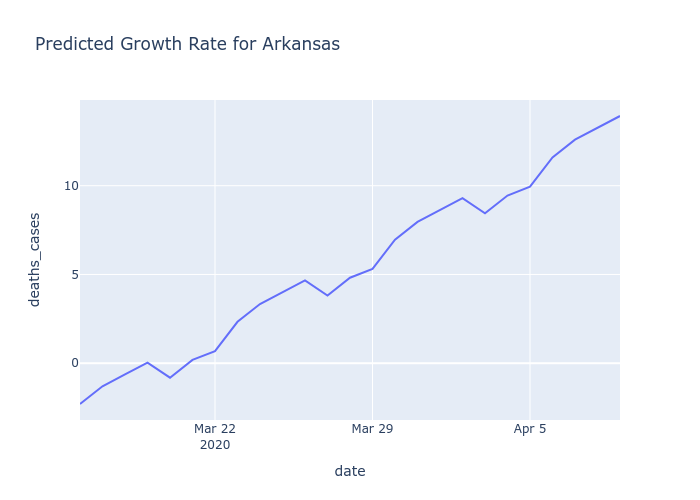 Predicted Growth Rate for Arkansas
deaths_cases
10
5
0
Mar 22
2020
Mar 29
Apr 5
date